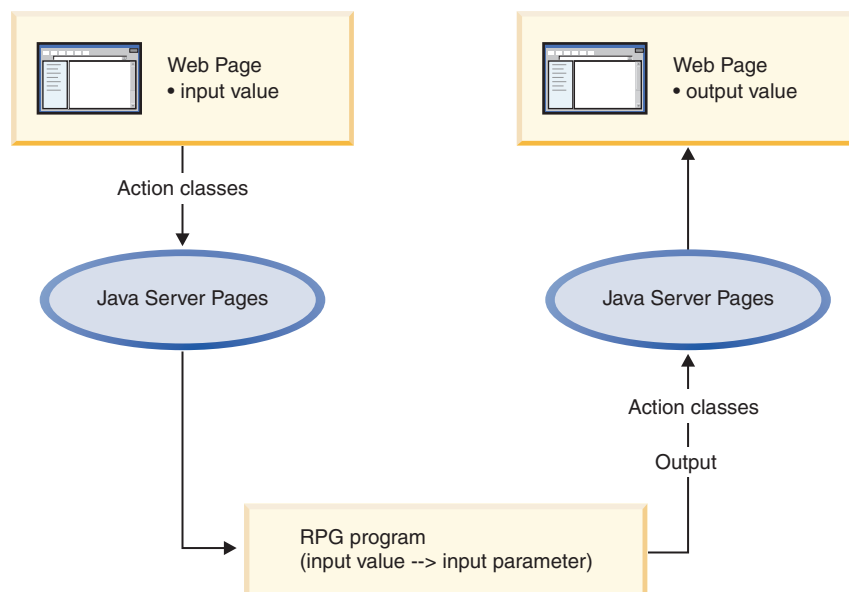 Web Page
• input value
Web Page
• output value
Action classes
Java Server Pages
Java Server Pages
Action classes
Output
RPG program
(input value --> input parameter)